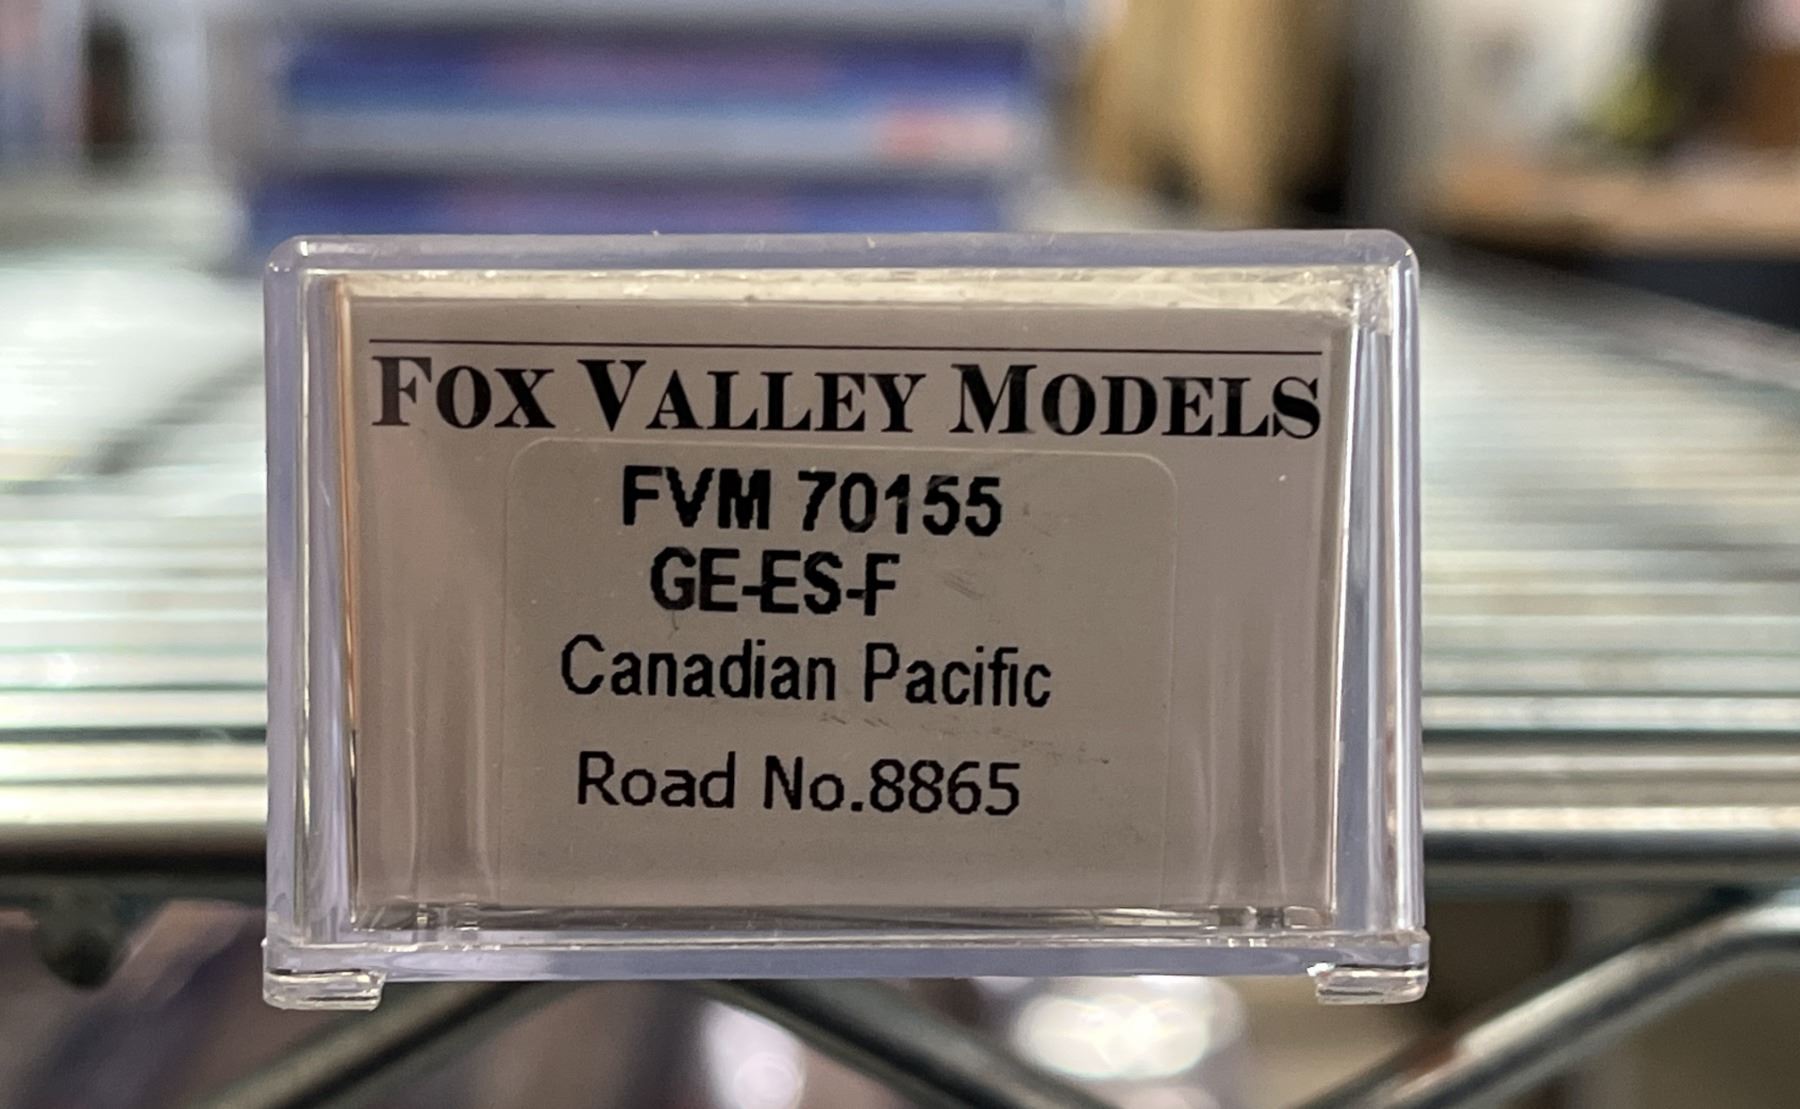 FOX VALLEY MODELS
FVM 70155
GE-ES-F
Canadian Pacific
Road No.8865